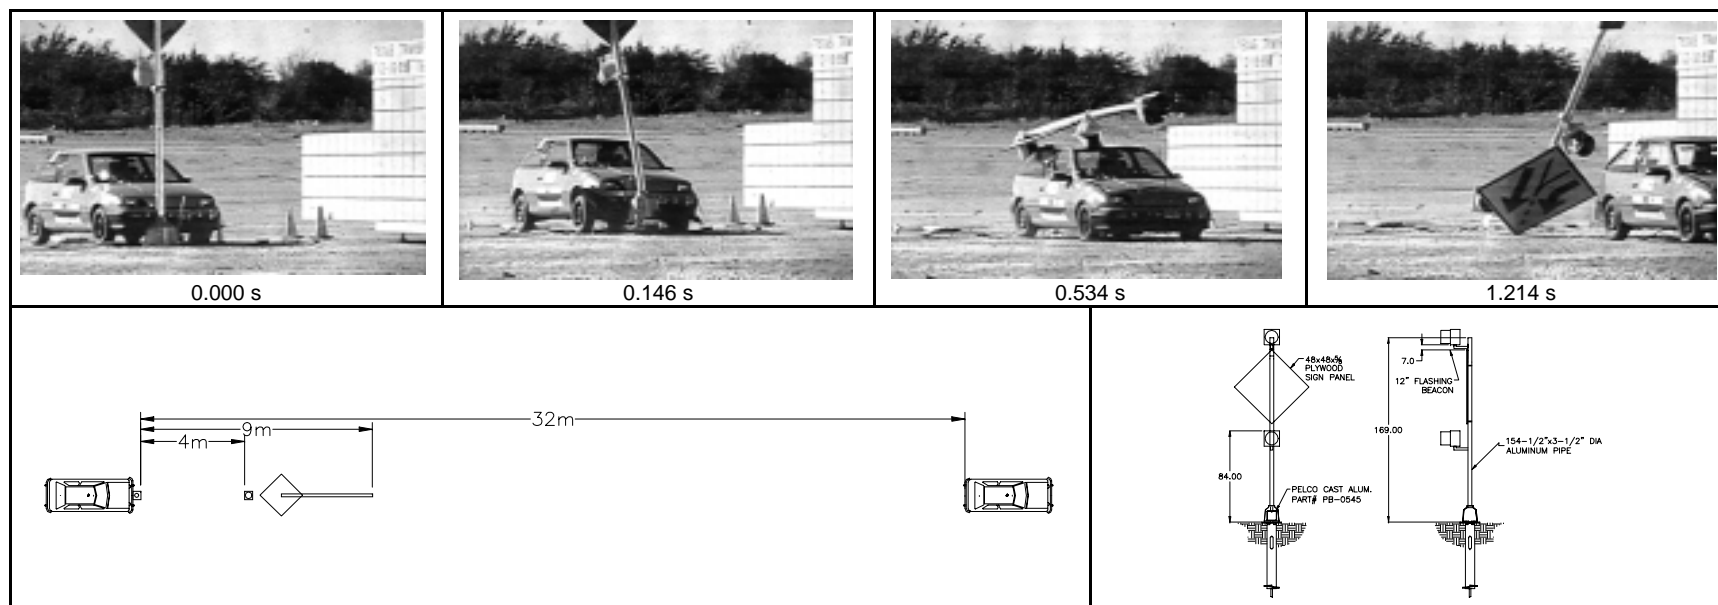 0.000 s
0.146 s
0.534 s
1.214 s
32m
9m
4m
48x48x⅝
PLYWOOD
SIGN PANEL
84.00
PELCO CAST ALUM.
PART# PB-0545
7.0
12" FLASHING
BEACON
169.00
154-1/2"x3-1/2" DIA
ALUMINUM PIPE